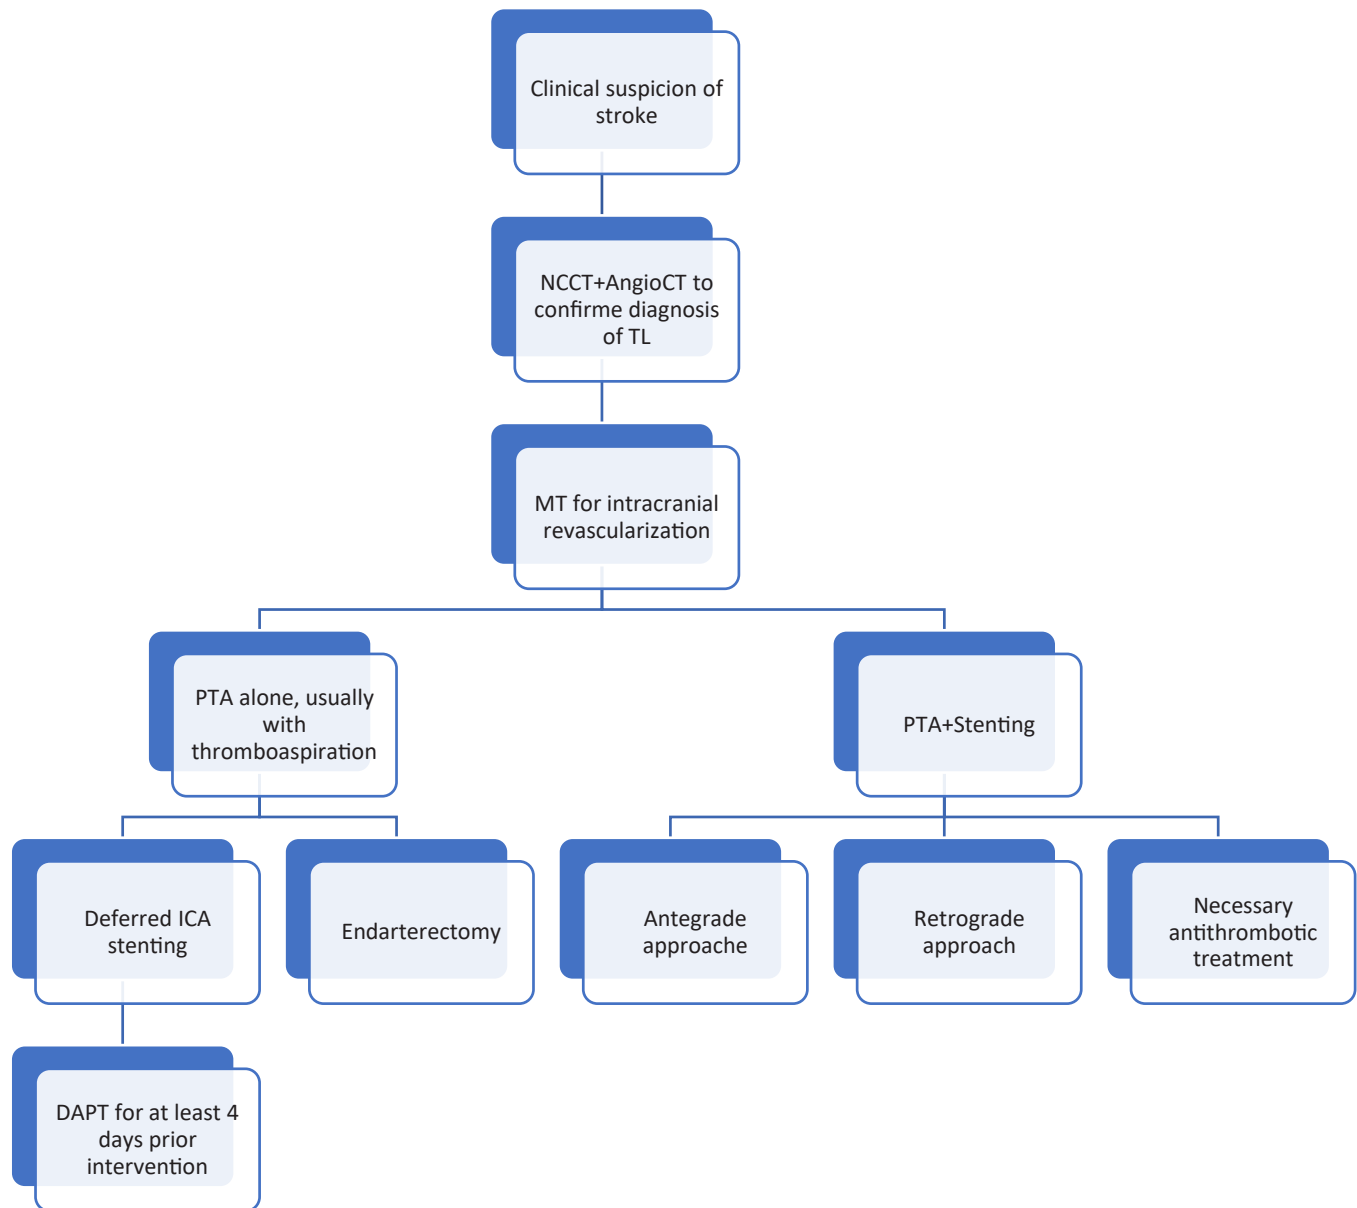 Clinical suspicion of
stroke
NCCT+AngioCT to
confirme diagnosis
of TL
MT for intracranial
revascularization
PTA alone, usually
with
thromboaspiration
PTA+Stenting
Deferred ICA
stenting
Endarterectomy
Antegrade
approache
Retrograde
approach
Necessary
antithrombotic
treatment
DAPT for at least 4
days prior
intervention